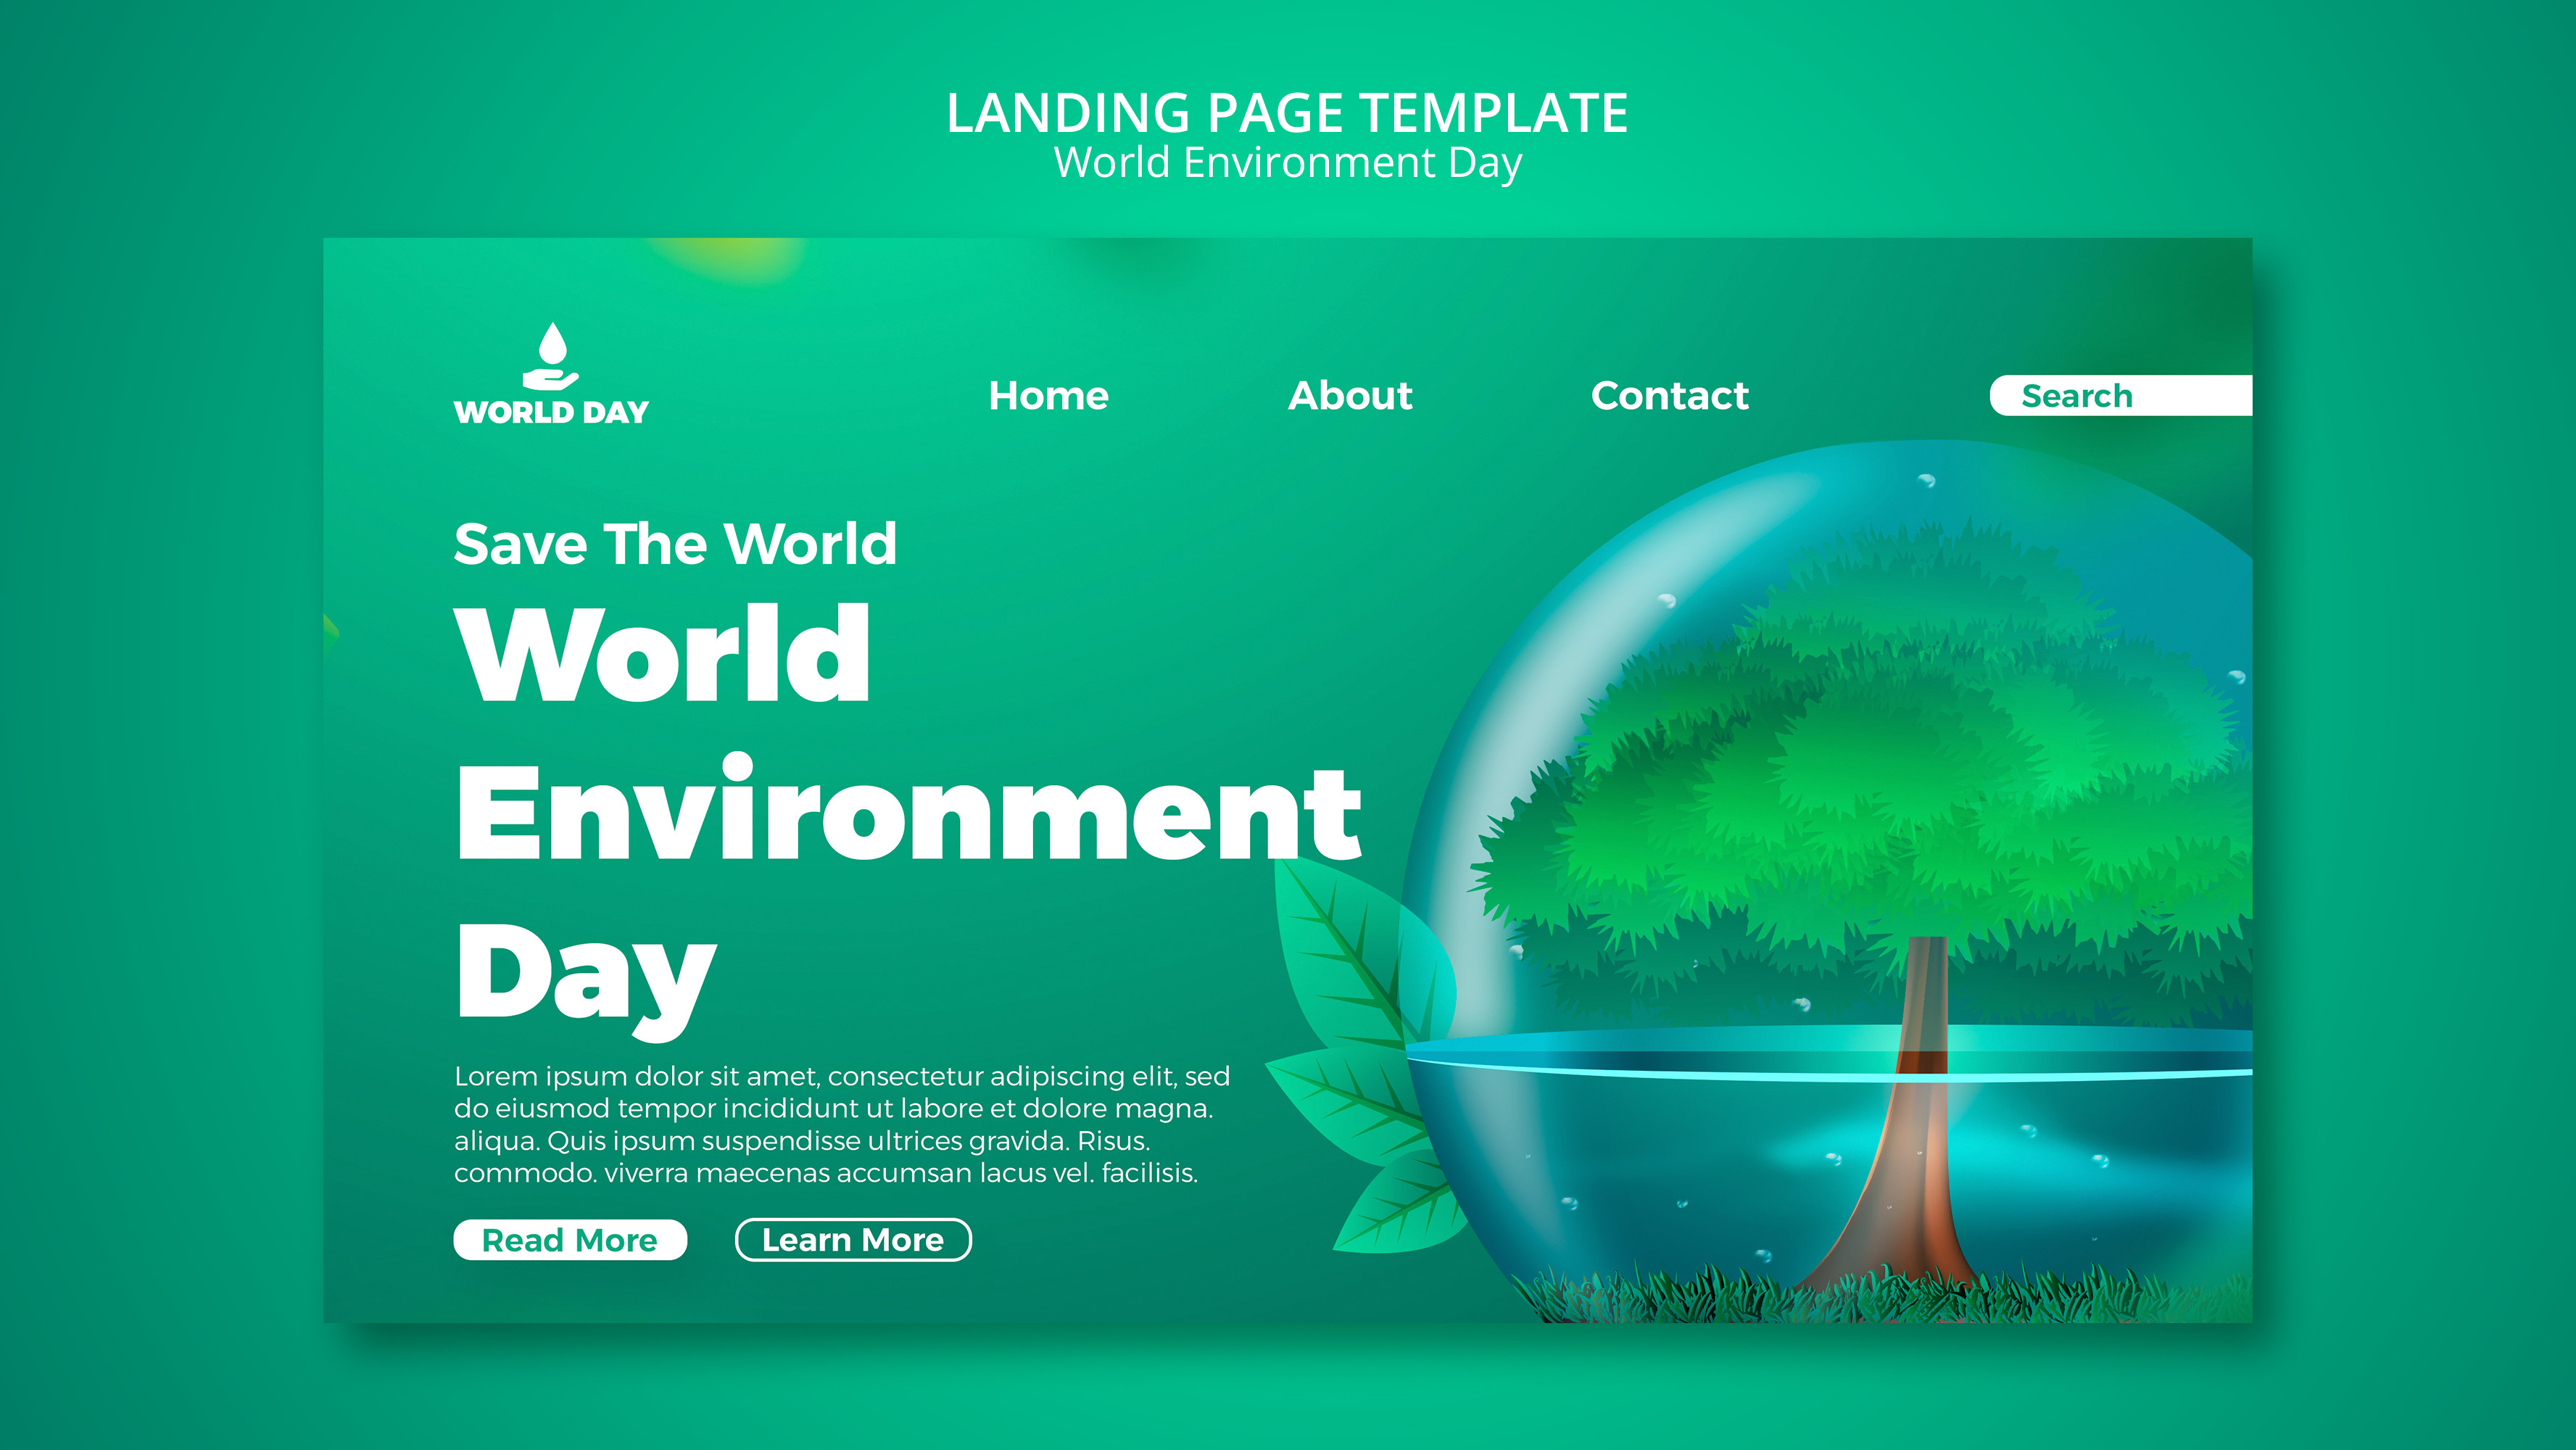 LANDING PAGE TEMPLATE
World Environment Day
WORLD DAY
Home
About
Contact
Search
Save The World
World
Environment
Day
Lorem ipsum dolor sit amet, consectetur adipiscing elit, sed
do eiusmod tempor incididunt ut labore et dolore magna.
aliqua. Quis ipsum suspendisse ultrices gravida. Risus.
commodo. viverra maecenas accumsan lacus vel. facilisis.
Read More
Learn More